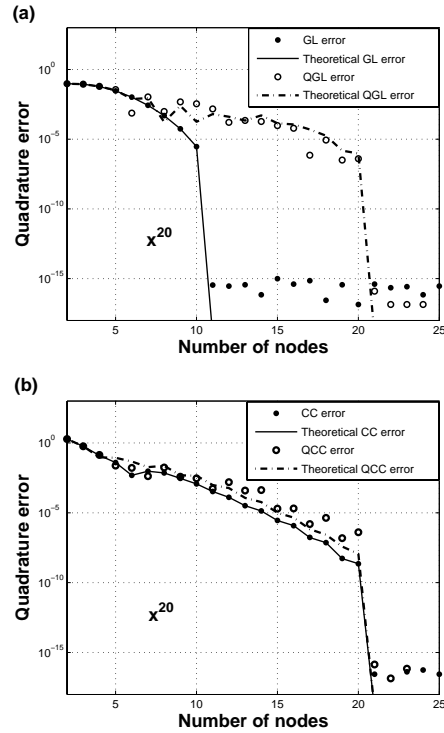 (a)
GL error
Theoretical GL error
QGL error
Theoretical QGL error
10^0
10^-5
10^-10
10^-15
Quadrature error
x^20
5 10 15 20 25
Number of nodes
(b)
CC error
Theoretical CC error
QCC error
Theoretical QCC error
10^0
10^-5
10^-10
10^-15
Quadrature error
x^20
5 10 15 20 25
Number of nodes